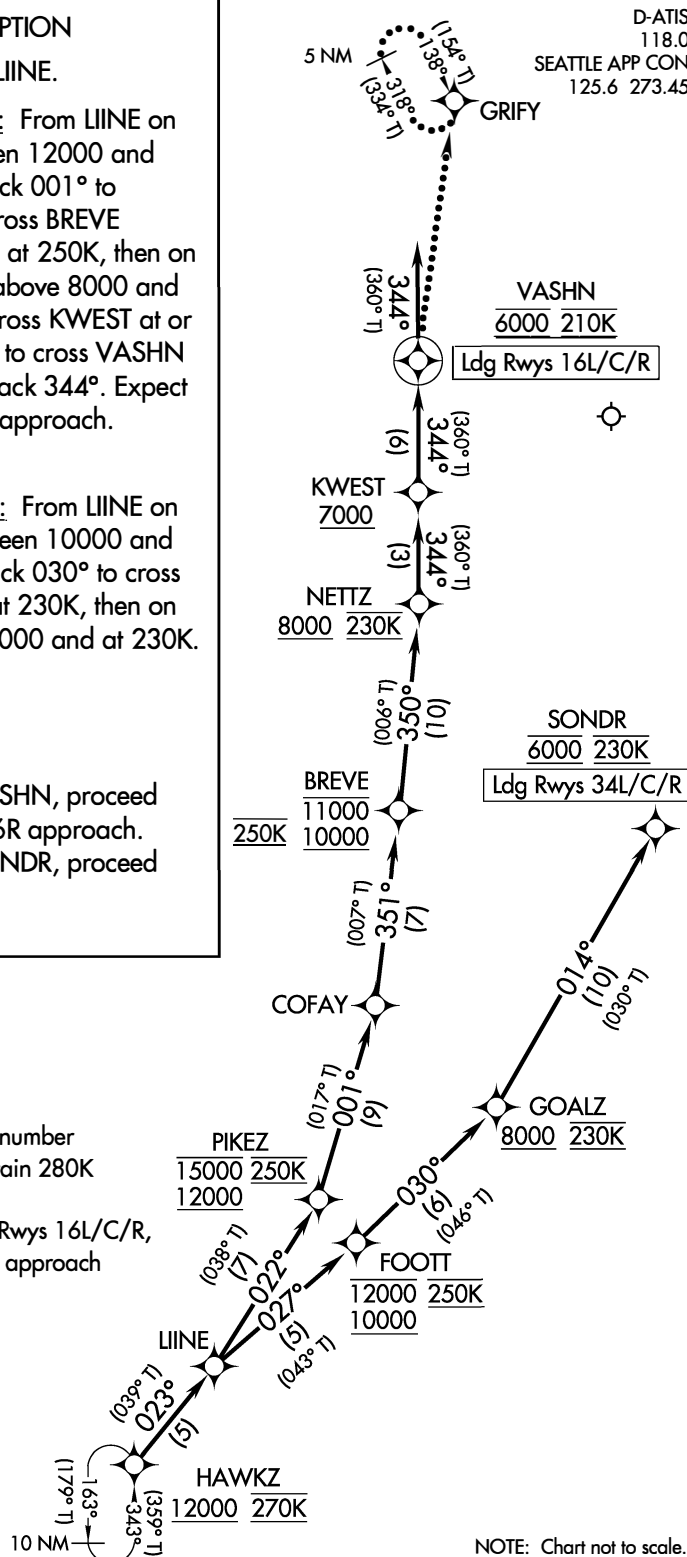 PTION
LIINE.
: From LIINE on
en 12000 and
ck 001° to
ross BREVE
at 250K, then on
above 8000 and
ross KWEST at or
to cross VASHN
ack 344°. Expect
approach.
: From LIINE on
een 10000 and
ck 030° to cross
at 230K, then on
000 and at 230K.
SHN, proceed
6R approach.
NDR, proceed
number
ain 280K
Rwys 16L/C/R,
approach
D-ATIS
118.0
SEATTLE APP CON
125.6 273.45
5 NM
(154° T)
138°
318°
(334° T)
GRIFY
344°
(360° T)
VASHN
6000 210K
Ldg Rwys 16L/C/R
(6)
344°
(360° T)
KWEST
7000
(3)
344°
(360° T)
NETTZ
8000 230K
(006° T)
350°
(10)
SONDR
6000 230K
Ldg Rwys 34L/C/R
BREVE
11000
250K 10000
(007° T)
351°
(7)
014°
(10)
(030° T)
COFAY
(017° T)
001°
(9)
GOALZ
8000 230K
PIKEZ
15000 250K
12000
030°
(6)
(046° T)
(038° T)
(7)
022°
FOOTT
12000 250K
10000
027°
(5)
(043° T)
LIINE
(039° T)
023°
(5)
HAWKZ
12000 270K
(179° T)
163°
343°
(359° T)
10 NM
NOTE: Chart not to scale.